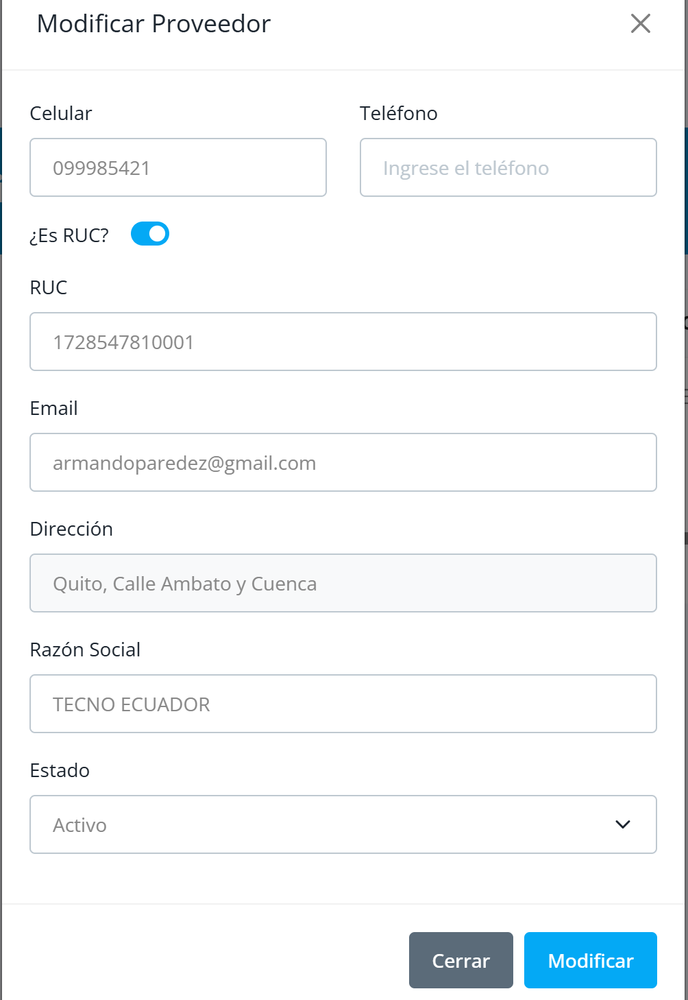 Modificar Proveedor
Celular
Teléfono
099985421
Ingrese el teléfono
¿Es RUC?
RUC
1728547810001
Email
armandoparedez@gmail.com
Dirección
Quito, Calle Ambato y Cuenca
Razón Social
TECNO ECUADOR
Estado
Activo
Cerrar
Modificar